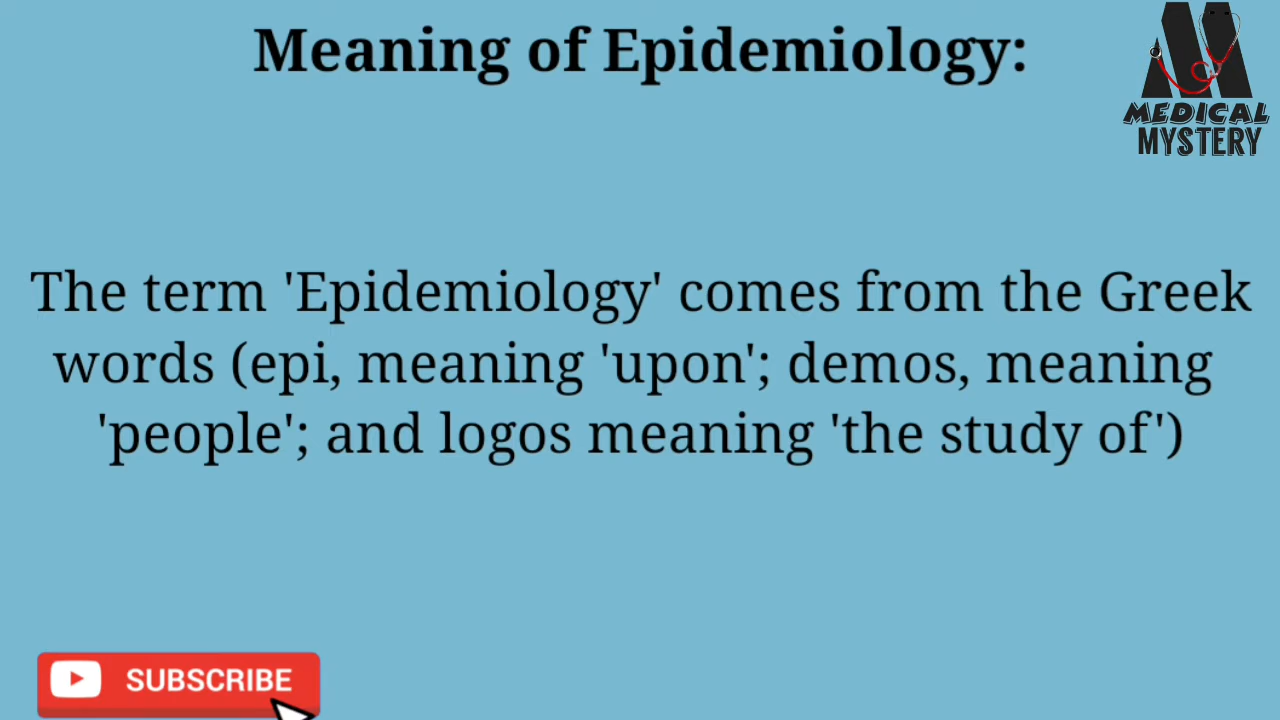 Meaning of Epidemiology:
MEDICAL
MYSTERY
The term 'Epidemiology' comes from the Greek
words (epi, meaning 'upon'; demos, meaning
'people'; and logos meaning 'the study of')
SUBSCRIBE